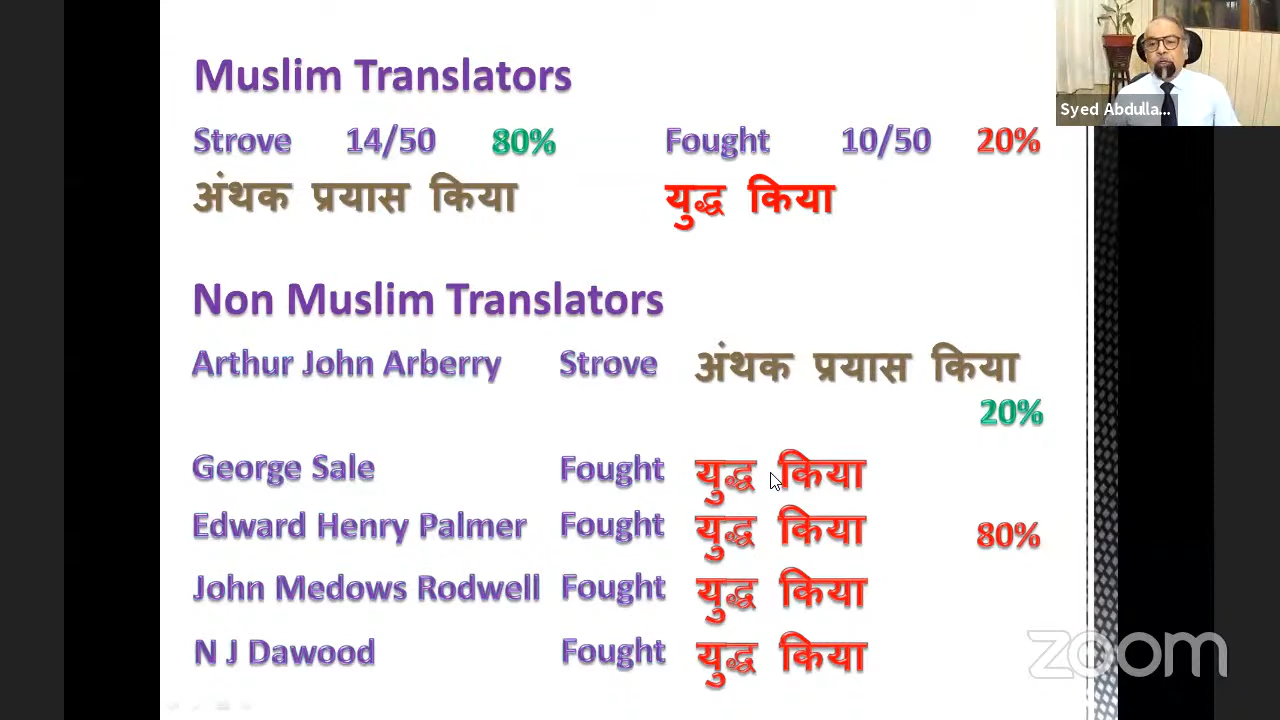 Muslim Translators
Strove 14/50 80% Fought 10/50 20%
अंथक प्रयास किया युद्ध किया
Non Muslim Translators
Arthur John Arberry Strove अंथक प्रयास किया
20%
George Sale Fought युद्ध किया
Edward Henry Palmer Fought युद्ध किया 80%
John Medows Rodwell Fought युद्ध किया
N J Dawood Fought युद्ध किया
Syed Abdulla...
zoom